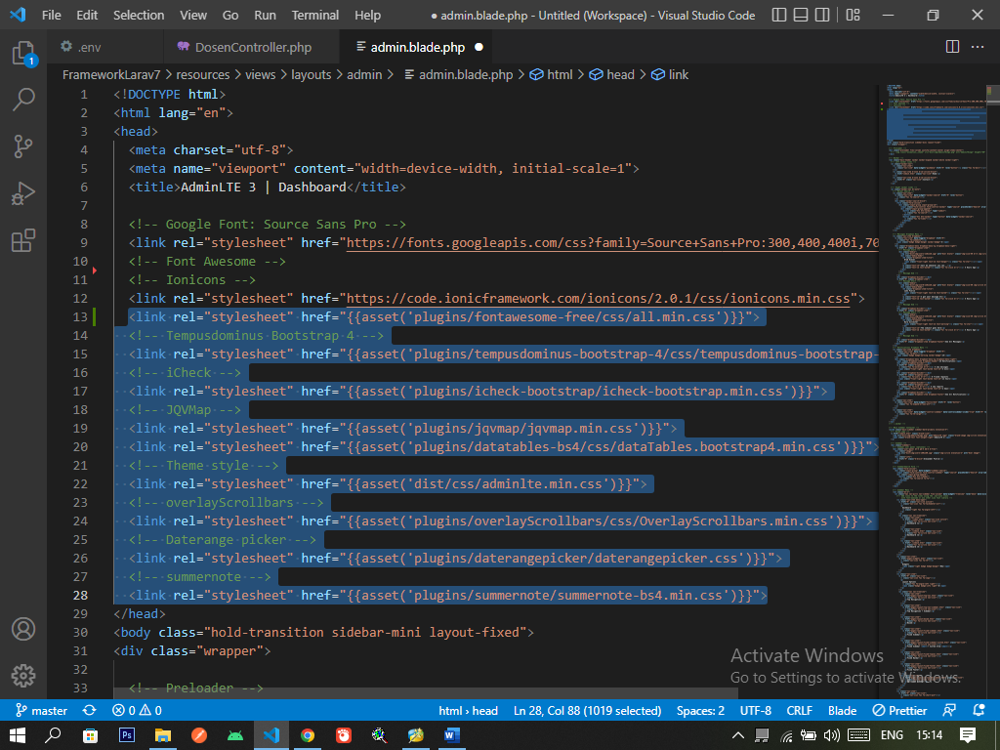 File Edit Selection View Go Run Terminal Help ● admin.blade.php - Untitled (Workspace) - Visual Studio Code
.env DosenController.php admin.blade.php
FrameworkLarav7 > resources > views > layouts > admin > admin.blade.php > html > head > link
1 <!DOCTYPE html>
2 <html lang="en">
3 <head>
4 <meta charset="utf-8">
5 <meta name="viewport" content="width=device-width, initial-scale=1">
6 <title>AdminLTE 3 | Dashboard</title>
7
8 <!-- Google Font: Source Sans Pro -->
9 <link rel="stylesheet" href="https://fonts.googleapis.com/css?family=Source+Sans+Pro:300,400,400i,70
10 <!-- Font Awesome -->
11 <!-- Ionicons -->
12 <link rel="stylesheet" href="https://code.ionicframework.com/ionicons/2.0.1/css/ionicons.min.css">
13 <link rel="stylesheet" href="{{asset('plugins/fontawesome-free/css/all.min.css')}}">
14 <!-- Tempusdominus Bootstrap 4 -->
15 <link rel="stylesheet" href="{{asset('plugins/tempusdominus-bootstrap-4/css/tempusdominus-bootstrap-
16 <!-- iCheck -->
17 <link rel="stylesheet" href="{{asset('plugins/icheck-bootstrap/icheck-bootstrap.min.css')}}">
18 <!-- JQVMap -->
19 <link rel="stylesheet" href="{{asset('plugins/jqvmap/jqvmap.min.css')}}">
20 <link rel="stylesheet" href="{{asset('plugins/datatables-bs4/css/dataTables.bootstrap4.min.css')}}">
21 <!-- Theme style -->
22 <link rel="stylesheet" href="{{asset('dist/css/adminlte.min.css')}}">
23 <!-- overlayScrollbars -->
24 <link rel="stylesheet" href="{{asset('plugins/overlayScrollbars/css/OverlayScrollbars.min.css')}}">
25 <!-- Daterange picker -->
26 <link rel="stylesheet" href="{{asset('plugins/daterangepicker/daterangepicker.css')}}">
27 <!-- summernote -->
28 <link rel="stylesheet" href="{{asset('plugins/summernote/summernote-bs4.min.css')}}">
29 </head>
30 <body class="hold-transition sidebar-mini layout-fixed">
31 <div class="wrapper">
32
33 <!-- Preloader -->
Activate Windows
Go to Settings to activate Windows.
1
master 0 0 html > head Ln 28, Col 88 (1019 selected) Spaces: 2 UTF-8 CRLF Blade Prettier
Ps W ENG 15:14